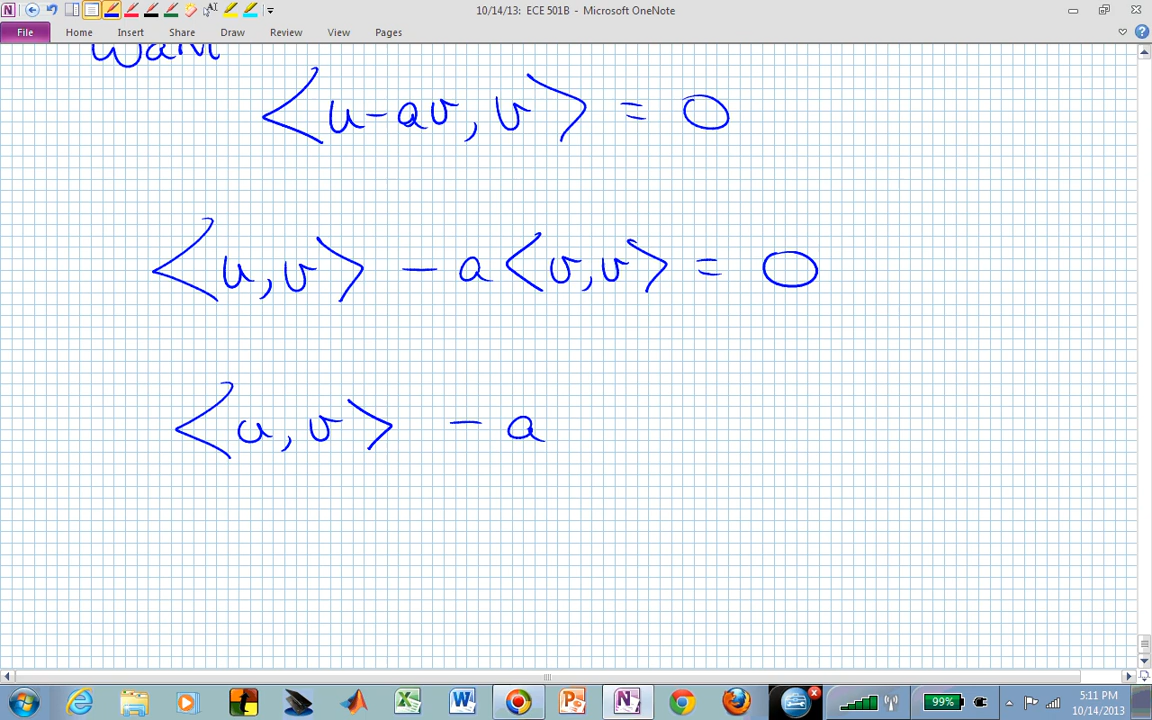 10/14/13: ECE 501B - Microsoft OneNote
File Home Insert Share Draw Review View Pages
Want
<u-av, v> = 0
<u,v> - a<v,v> = 0
<u,v> - a
99%
5:11 PM
10/14/2013